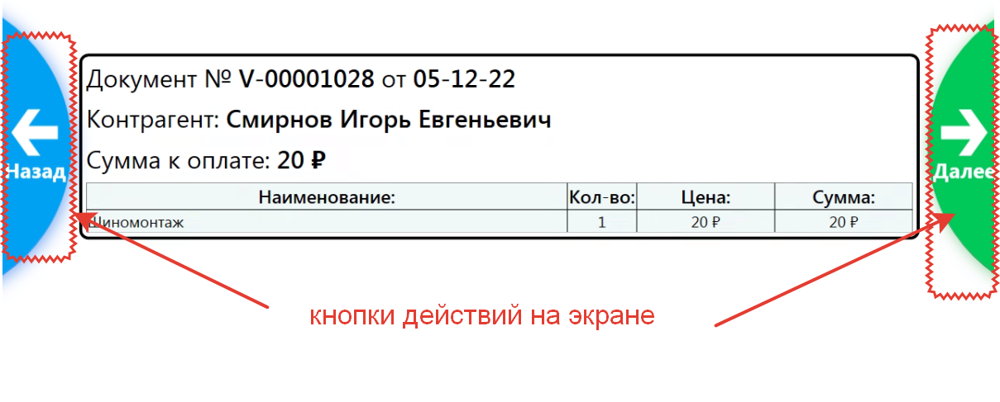 Документ № V-00001028 от 05-12-22
Контрагент: Смирнов Игорь Евгеньевич
Сумма к оплате: 20 ₽
Назад
Далее
Наименование: Кол-во: Цена: Сумма:
Шиномонтаж 1 20 ₽ 20 ₽
кнопки действий на экране